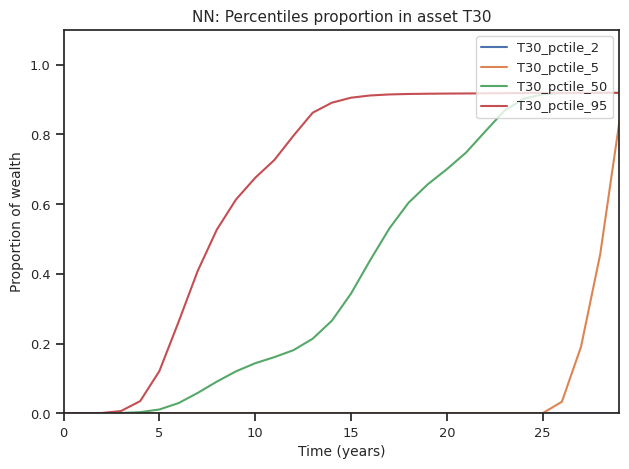 NN: Percentiles proportion in asset T30
T30_pctile_2
T30_pctile_5
T30_pctile_50
T30_pctile_95
Proportion of wealth
1.0
0.8
0.6
0.4
0.2
0.0
0 5 10 15 20 25
Time (years)